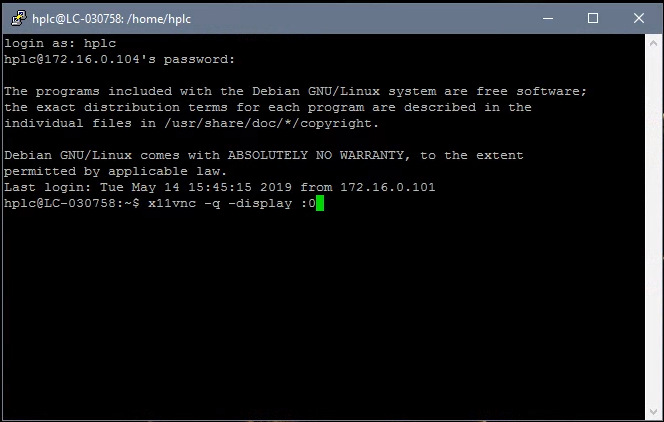 hplc@LC-030758: /home/hplc
login as: hplc
hplc@172.16.0.104's password:
The programs included with the Debian GNU/Linux system are free software;
the exact distribution terms for each program are described in the
individual files in /usr/share/doc/*/copyright.
Debian GNU/Linux comes with ABSOLUTELY NO WARRANTY, to the extent
permitted by applicable law.
Last login: Tue May 14 15:45:15 2019 from 172.16.0.101
hplc@LC-030758:~$ x11vnc -q -display :0